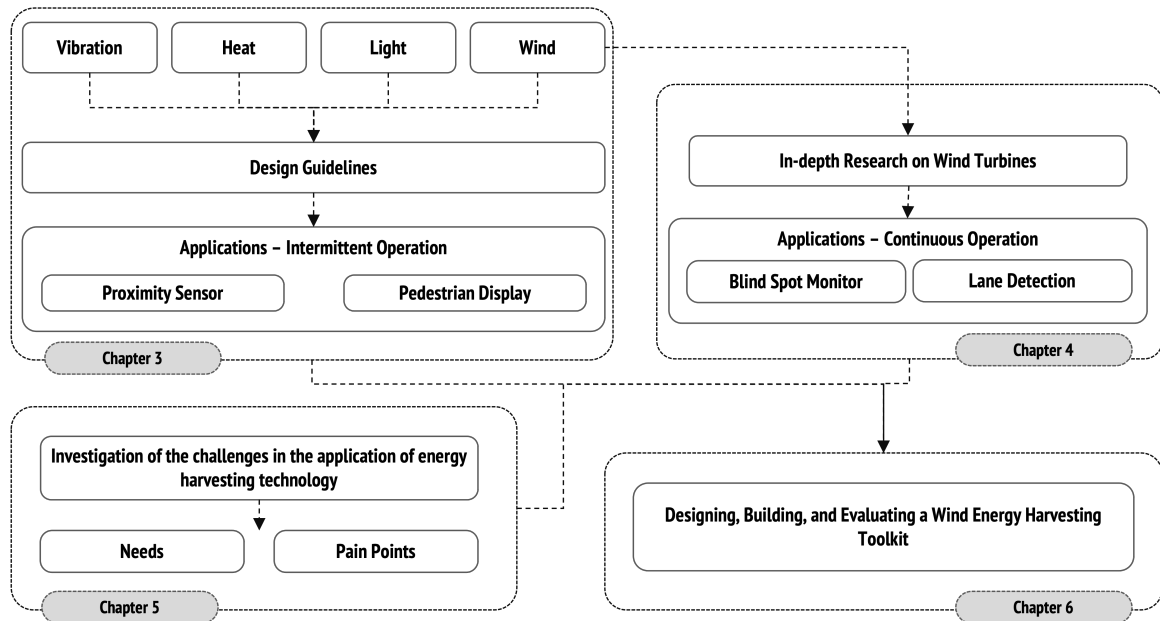 Vibration
Heat
Light
Wind
Design Guidelines
Applications – Intermittent Operation
Proximity Sensor
Pedestrian Display
Chapter 3
In-depth Research on Wind Turbines
Applications – Continuous Operation
Blind Spot Monitor
Lane Detection
Chapter 4
Investigation of the challenges in the application of energy
harvesting technology
Needs
Pain Points
Chapter 5
Designing, Building, and Evaluating a Wind Energy Harvesting
Toolkit
Chapter 6